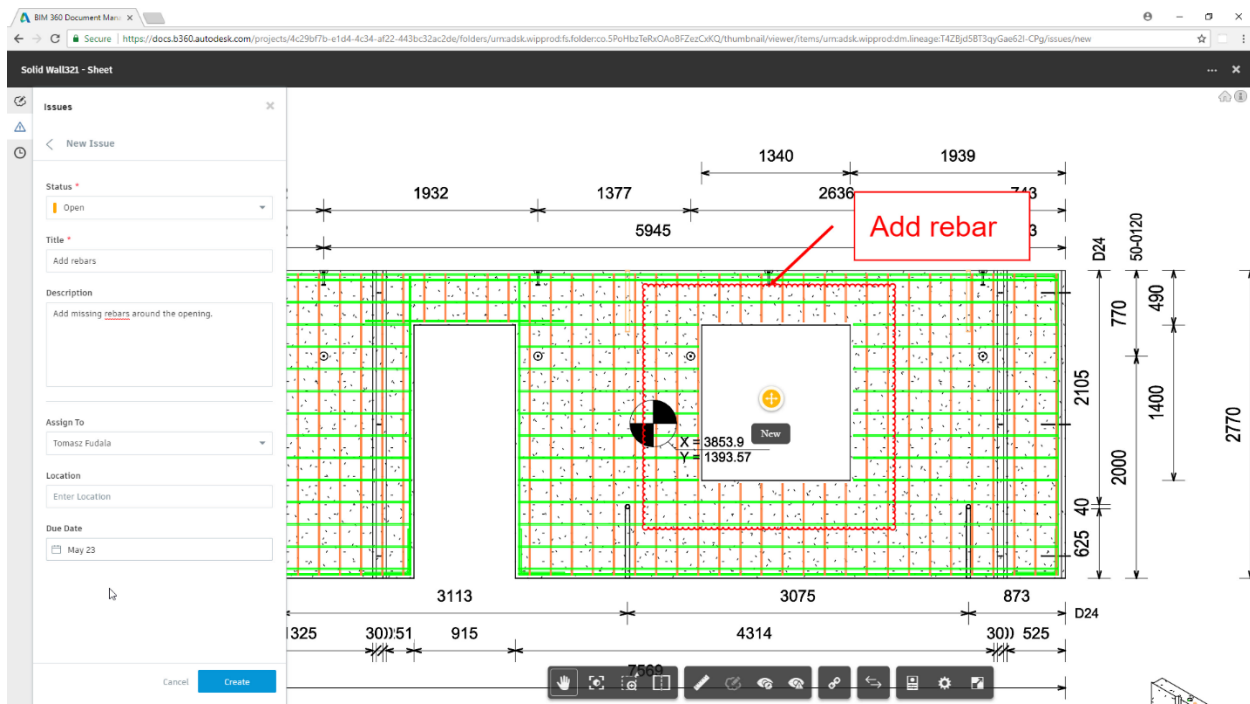 BIM 360 Document Man
Secure | https://docs.b360.autodesk.com/projects/4c29bf7b-e1d4-4c34-af22-443bc32ac2de/folders/urn:adsk.wipprod:fs.folder:co.5PoHbzTeRxOAoBFZezCxKQ/thumbnail/viewer/items/urn:adsk.wipprod:dm.lineage:T4ZBjd5BT3qyGae62I-CPg/issues/new
Solid Wall321 - Sheet
Issues
New Issue
Status *
Open
Title *
Add rebars
Description
Add missing rebars around the opening.
Assign To
Tomasz Fudala
Location
Enter Location
Due Date
May 23
Cancel Create
1340 1939
1932 1377 2636 743
5945
Add rebar
D24
50-0120
770
490
2105
1400
2770
2000
40
625
X = 3853.9
Y = 1393.57
New
3113 3075 873 D24
1325 300 51 915 4314 300 525
7569